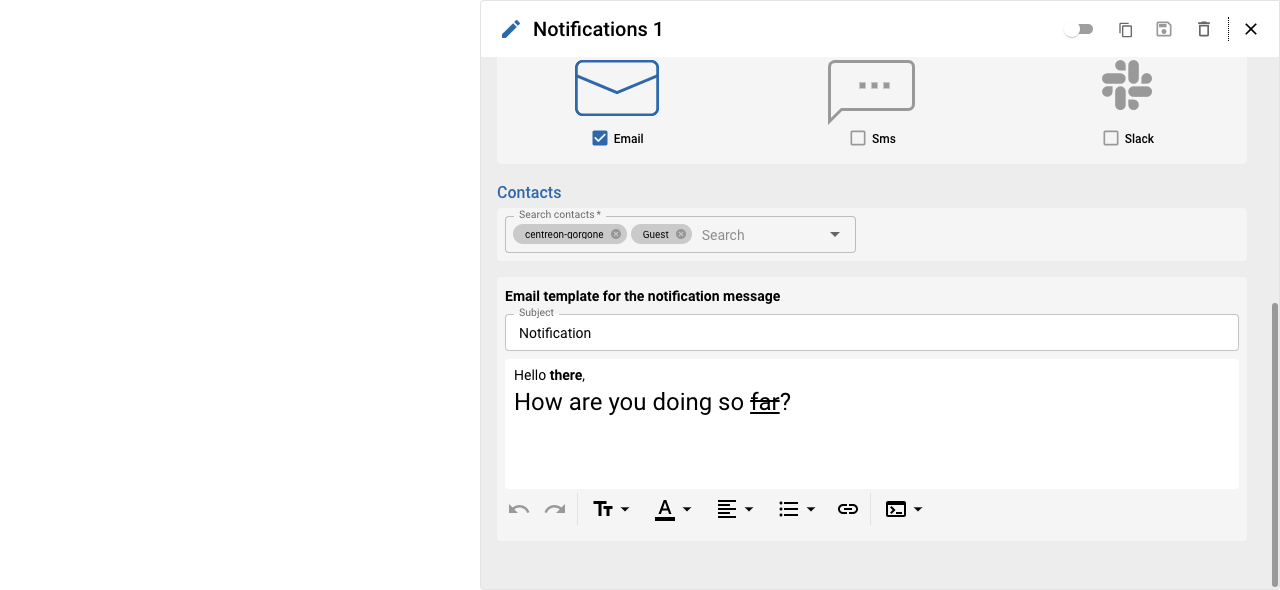 Notifications 1
Email
Sms
Slack
Contacts
Search contacts *
centreon-gorgone
Guest
Search
Email template for the notification message
Subject
Notification
Hello there,
How are you doing so far?